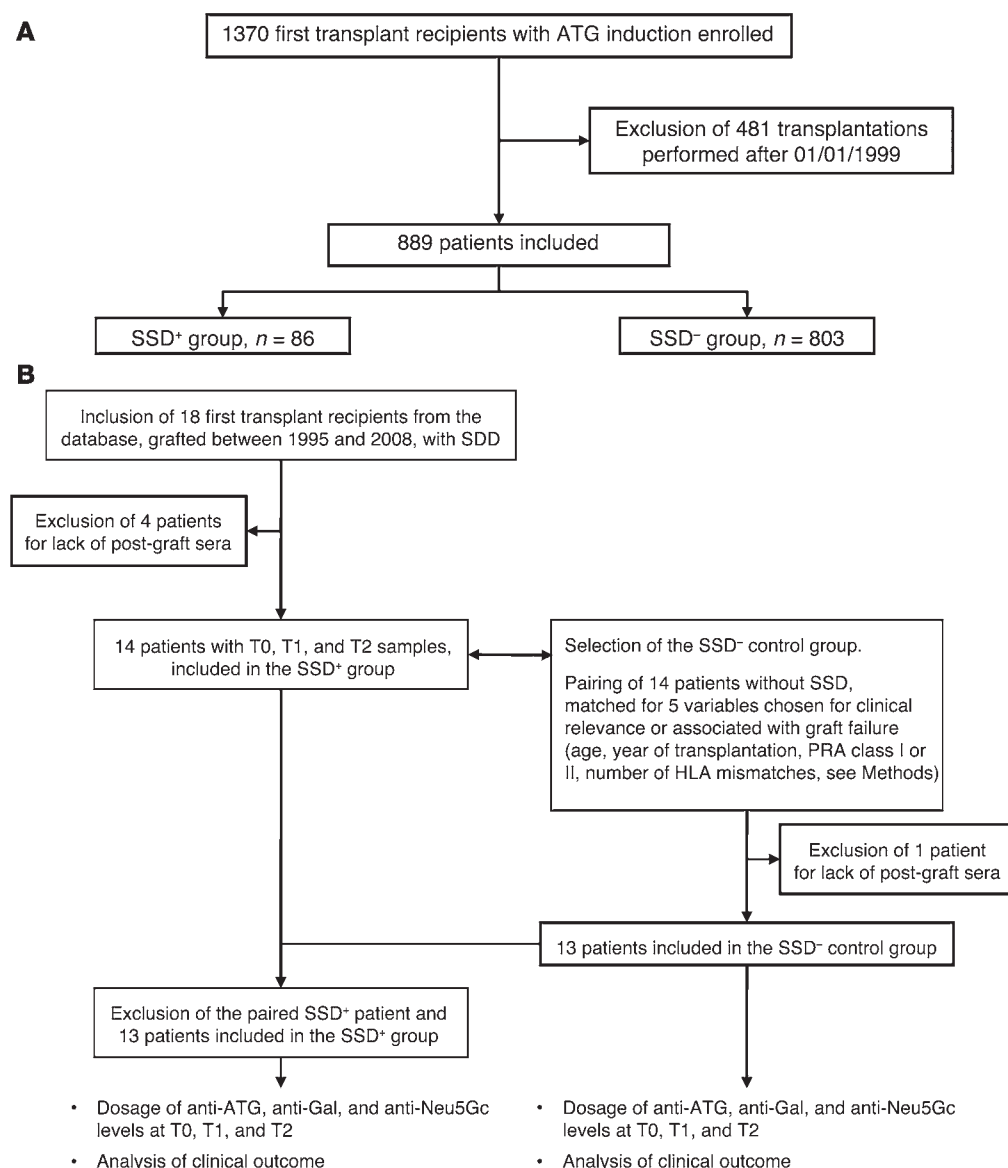 A
1370 first transplant recipients with ATG induction enrolled
Exclusion of 481 transplantations
performed after 01/01/1999
889 patients included
SSD⁺ group, n = 86
SSD⁻ group, n = 803
B
Inclusion of 18 first transplant recipients from the
database, grafted between 1995 and 2008, with SDD
Exclusion of 4 patients
for lack of post-graft sera
14 patients with T0, T1, and T2 samples,
included in the SSD⁺ group
Selection of the SSD⁻ control group.
Pairing of 14 patients without SSD,
matched for 5 variables chosen for clinical
relevance or associated with graft failure
(age, year of transplantation, PRA class I or
II, number of HLA mismatches, see Methods)
Exclusion of 1 patient
for lack of post-graft sera
13 patients included in the SSD⁻ control group
Exclusion of the paired SSD⁺ patient and
13 patients included in the SSD⁺ group
• Dosage of anti-ATG, anti-Gal, and anti-Neu5Gc
levels at T0, T1, and T2
• Analysis of clinical outcome
• Dosage of anti-ATG, anti-Gal, and anti-Neu5Gc
levels at T0, T1, and T2
• Analysis of clinical outcome